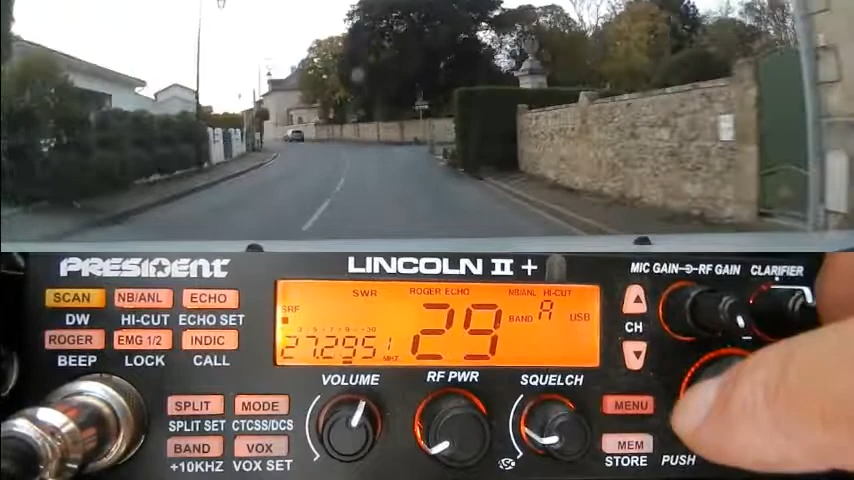 PRESIDENT LINCOLN II + MIC GAIN RF GAIN CLARIFIER
SCAN NB/ANL ECHO
DW HI-CUT ECHO SET
ROGER EMG 1/2 INDIC
BEEP LOCK CALL
SWR ROGER ECHO NB/ANL HI-CUT
SRF 29 BAND A USB
27.2951 MHZ
CH
VOLUME RF PWR SQUELCH
SPLIT MODE MENU
SPLIT SET CTCSS/DCS
BAND VOX MEM
+10KHZ VOX SET STORE PUSH